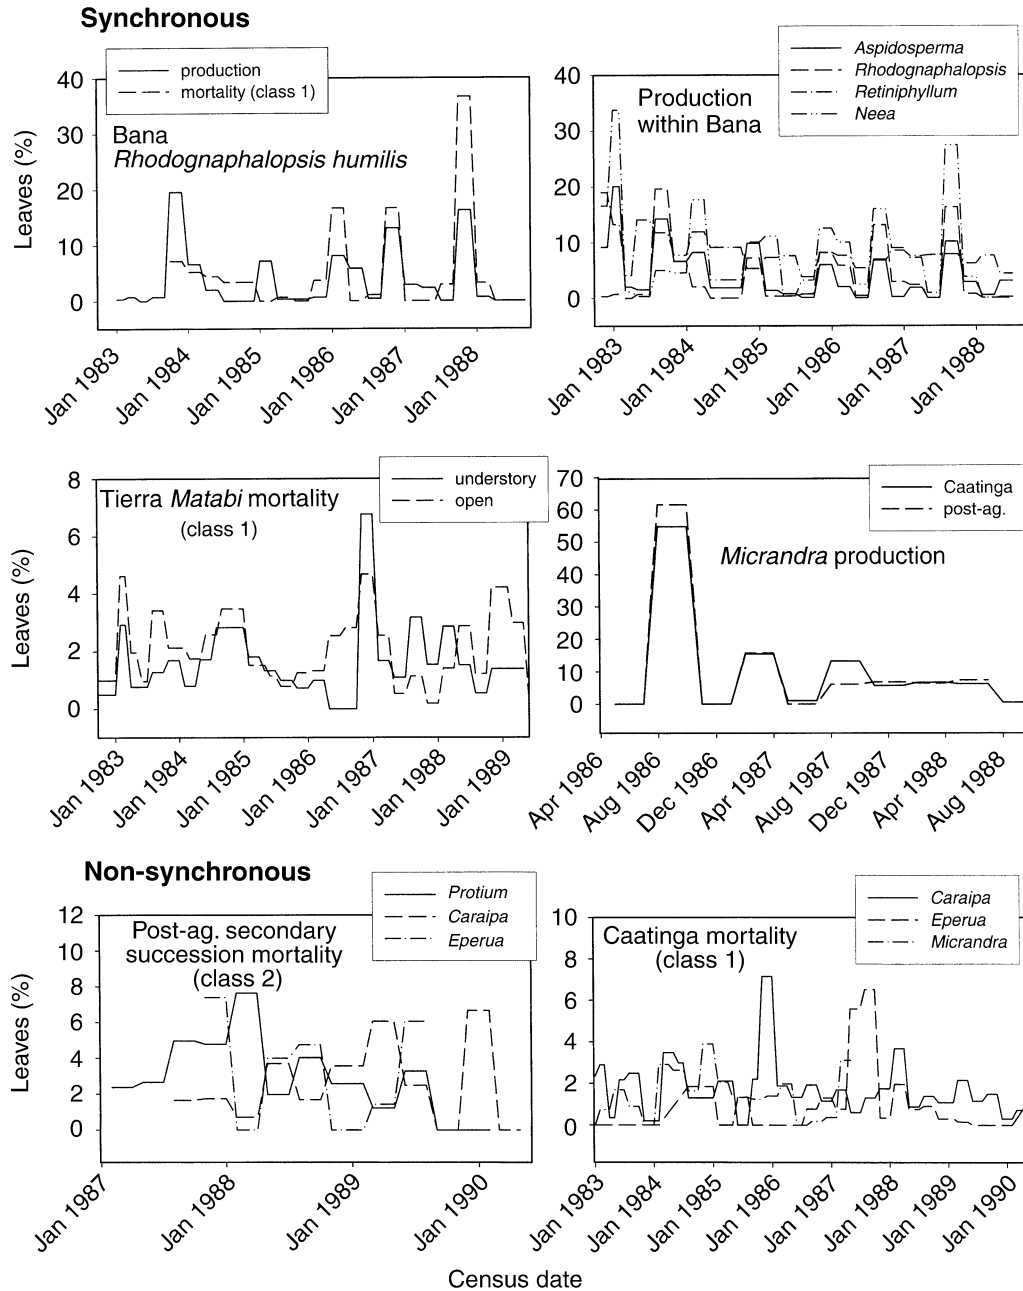 Synchronous
production
mortality (class 1)
Bana
Rhodognaphalopsis humilis
Leaves (%)
40
30
20
10
0
Jan 1983
Jan 1984
Jan 1985
Jan 1986
Jan 1987
Jan 1988
Aspidosperma
Rhodognaphalopsis
Retiniphyllum
Neea
Production
within Bana
40
30
20
10
0
Jan 1983
Jan 1984
Jan 1985
Jan 1986
Jan 1987
Jan 1988
understory
open
Tierra Matabi mortality
(class 1)
Leaves (%)
8
6
4
2
0
Jan 1983
Jan 1984
Jan 1985
Jan 1986
Jan 1987
Jan 1988
Jan 1989
Caatinga
post-ag.
Micrandra production
70
60
50
40
30
20
10
0
Apr 1986
Aug 1986
Dec 1986
Apr 1987
Aug 1987
Dec 1987
Apr 1988
Aug 1988
Non-synchronous
Protium
Caraipa
Eperua
Post-ag. secondary
succession mortality
(class 2)
Leaves (%)
12
10
8
6
4
2
0
Jan 1987
Jan 1988
Jan 1989
Jan 1990
Caraipa
Eperua
Micrandra
Caatinga mortality
(class 1)
10
8
6
4
2
0
Jan 1983
Jan 1984
Jan 1985
Jan 1986
Jan 1987
Jan 1988
Jan 1989
Jan 1990
Census date